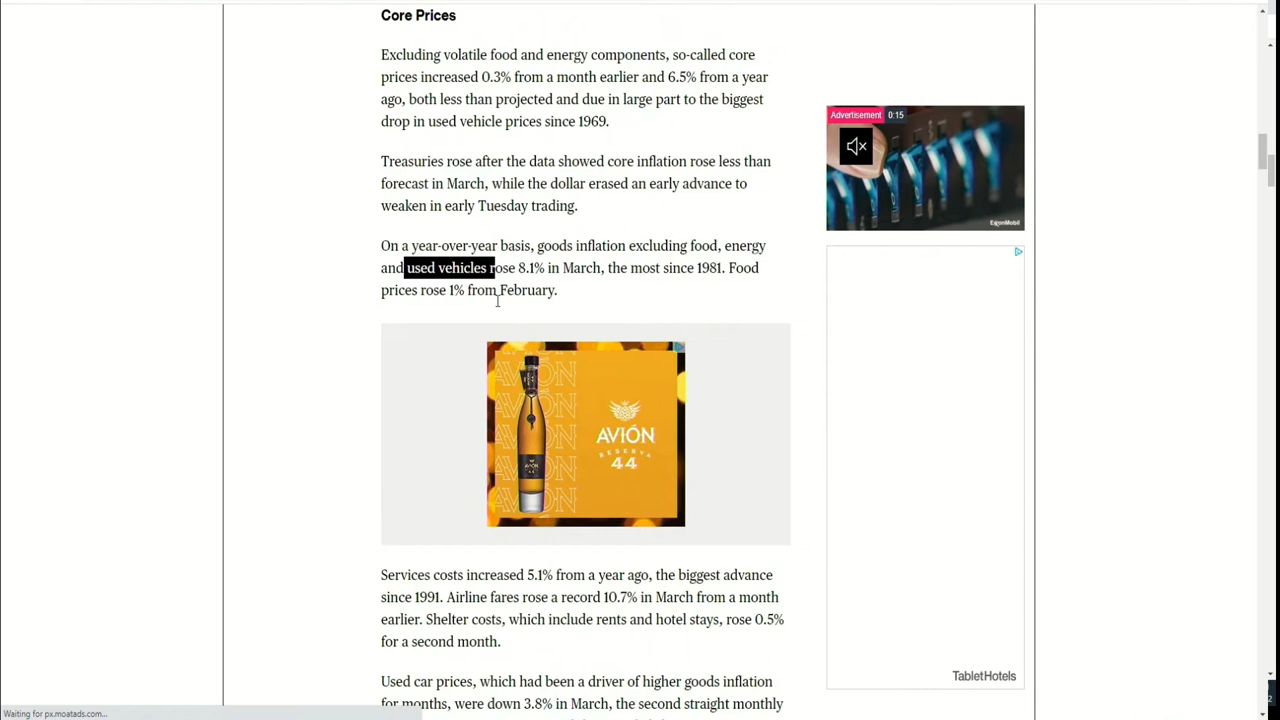 Core Prices
Excluding volatile food and energy components, so-called core
prices increased 0.3% from a month earlier and 6.5% from a year
ago, both less than projected and due in large part to the biggest
drop in used vehicle prices since 1969.
Treasuries rose after the data showed core inflation rose less than
forecast in March, while the dollar erased an early advance to
weaken in early Tuesday trading.
On a year-over-year basis, goods inflation excluding food, energy
and used vehicles rose 8.1% in March, the most since 1981. Food
prices rose 1% from February.
AVIÓN
AVIÓN
AVIÓN
AVIÓN
AVIÓN
AVIÓN
RESERVA
44
Services costs increased 5.1% from a year ago, the biggest advance
since 1991. Airline fares rose a record 10.7% in March from a month
earlier. Shelter costs, which include rents and hotel stays, rose 0.5%
for a second month.
Used car prices, which had been a driver of higher goods inflation
for months, were down 3.8% in March, the second straight monthly
Advertisement 0:15
ExonMobil
TabletHotels
Waiting for px.moatads.com...